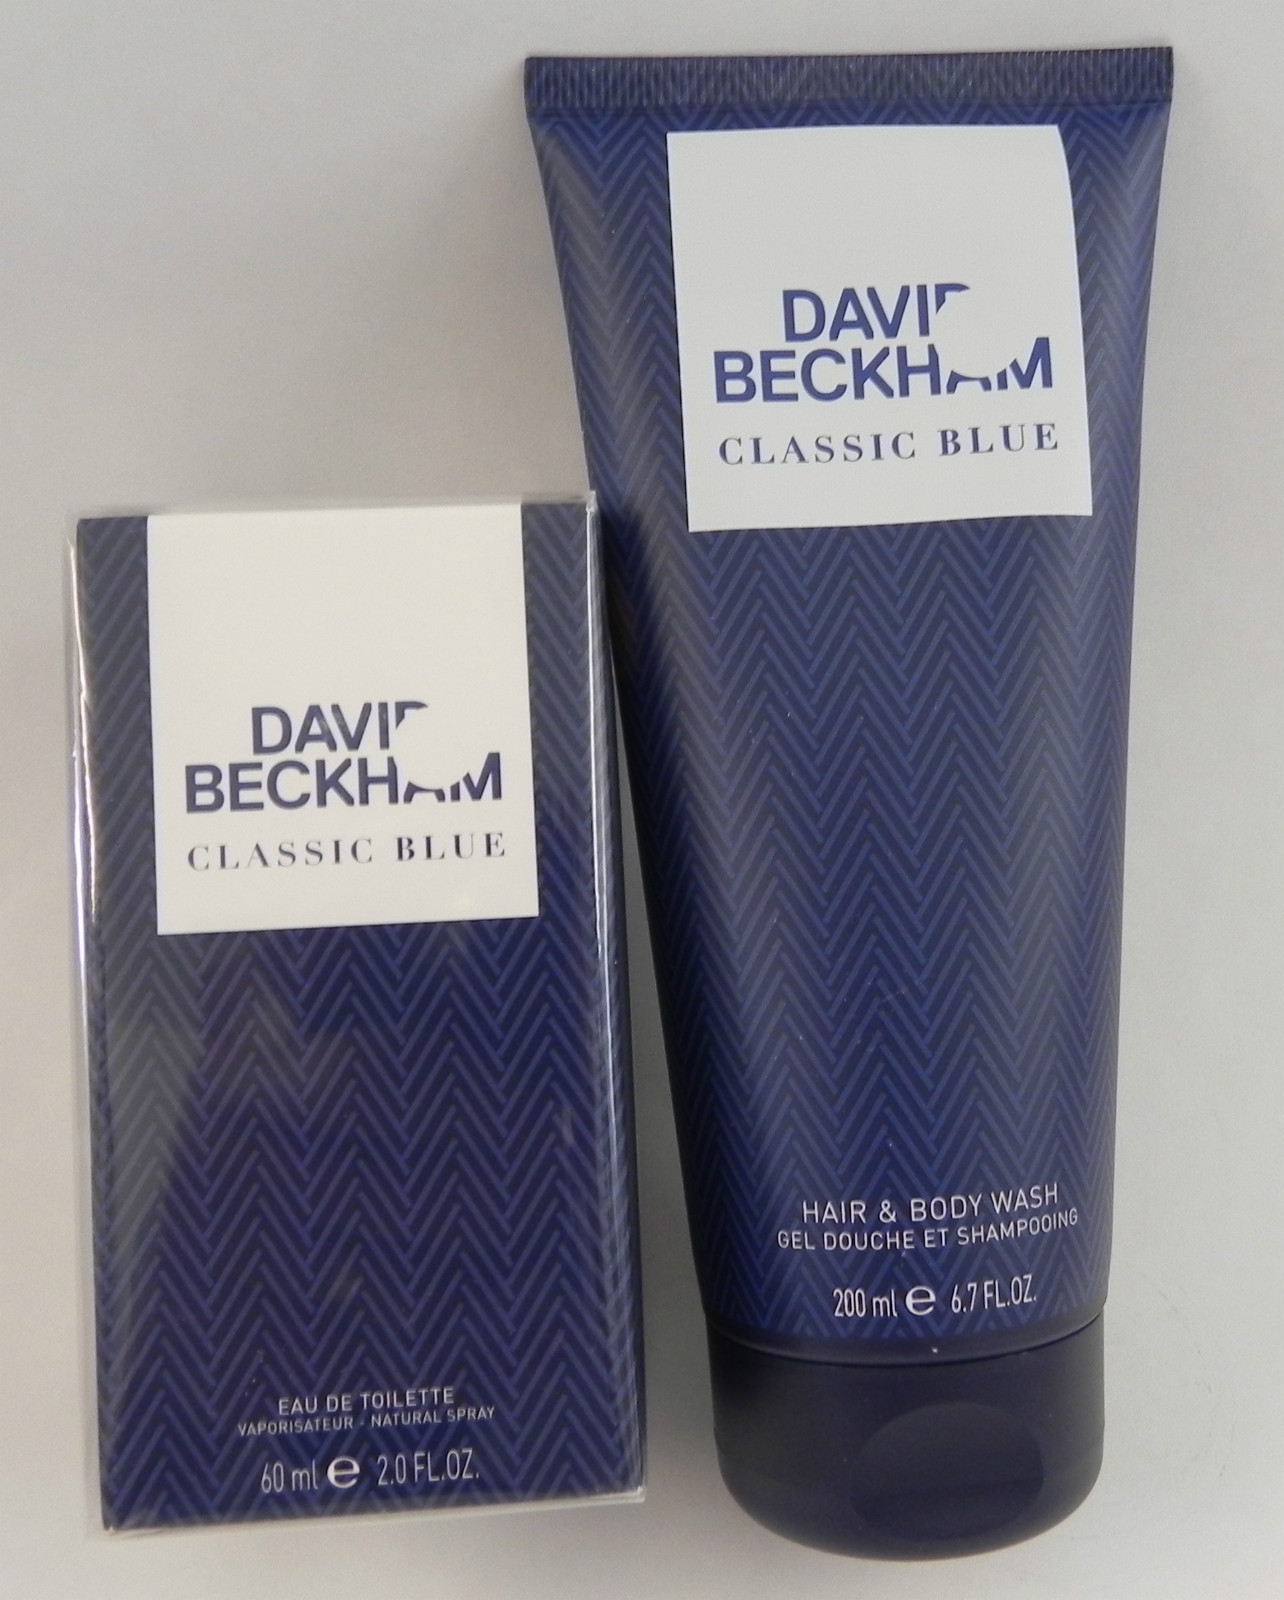 DAVID
BECKHAM
CLASSIC BLUE
HAIR & BODY WASH
GEL DOUCHE ET SHAMPOOING
200 ml e 6.7 FL.OZ.
DAVID
BECKHAM
CLASSIC BLUE
EAU DE TOILETTE
VAPORISATEUR - NATURAL SPRAY
60 ml e 2.0 FL.OZ.